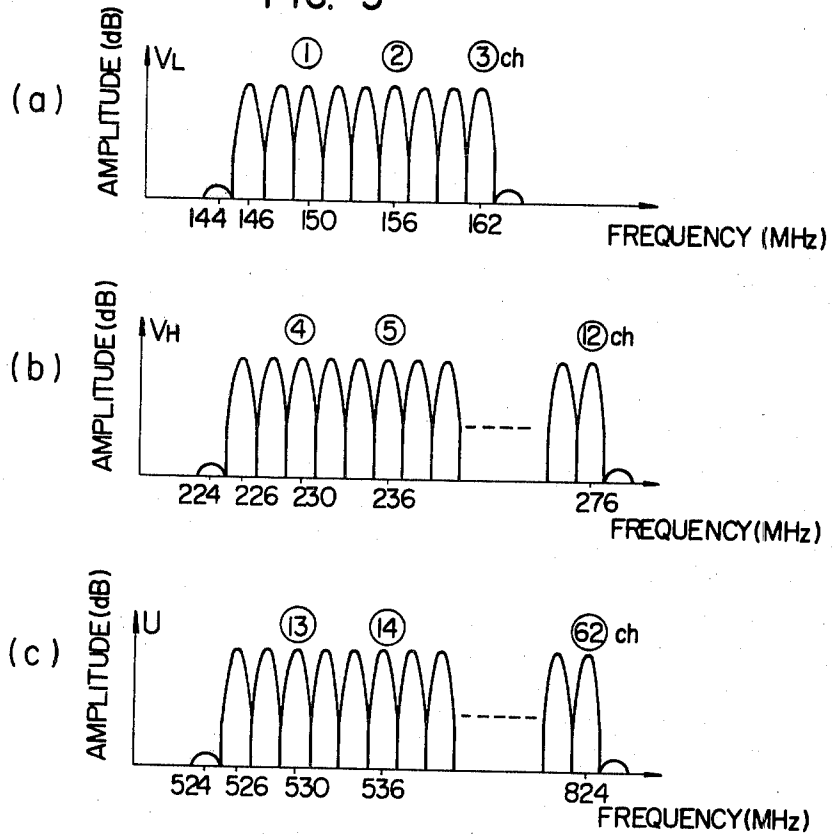 FIG. 5
(a)
AMPLITUDE (dB)
VL
① ② ③ch
144 146 150 156 162
FREQUENCY (MHz)
(b)
AMPLITUDE(dB)
VH
④ ⑤ ⑫ch
224 226 230 236 276
FREQUENCY(MHz)
(c)
AMPLITUDE(dB)
U
⑬ ⑭ 62 ch
524 526 530 536 824
FREQUENCY(MHz)